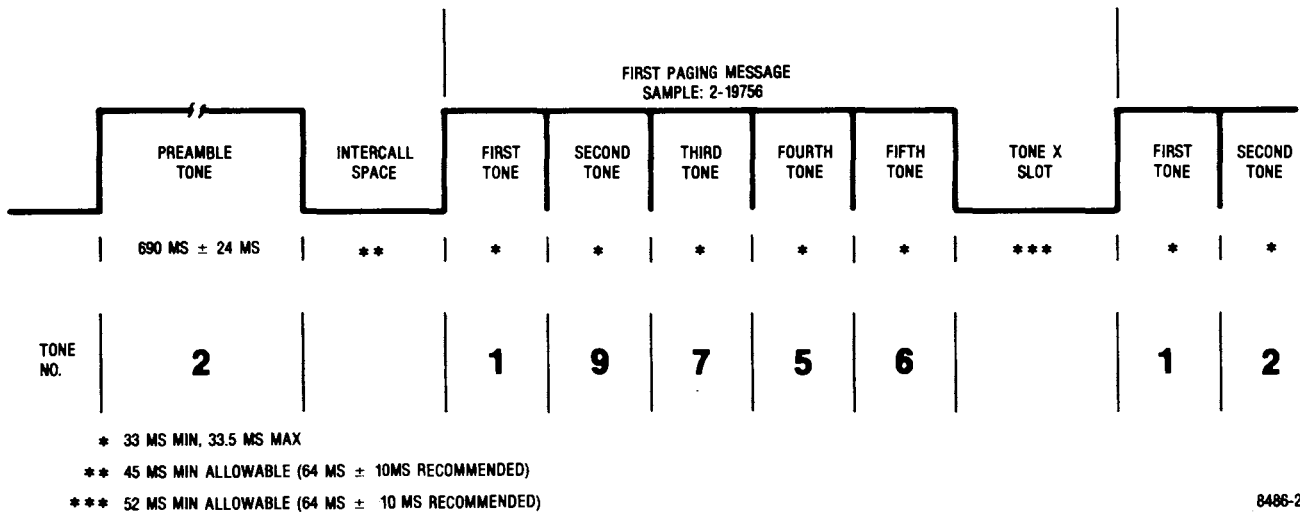 FIRST PAGING MESSAGE
SAMPLE: 2-19756
PREAMBLE
TONE
INTERCALL
SPACE
FIRST
TONE
SECOND
TONE
THIRD
TONE
FOURTH
TONE
FIFTH
TONE
TONE X
SLOT
FIRST
TONE
SECOND
TONE
690 MS ± 24 MS ** * * * * * *** * *
TONE
NO.
2 1 9 7 5 6 1 2
* 33 MS MIN, 33.5 MS MAX
** 45 MS MIN ALLOWABLE (64 MS ± 10MS RECOMMENDED)
*** 52 MS MIN ALLOWABLE (64 MS ± 10 MS RECOMMENDED)
8486-2